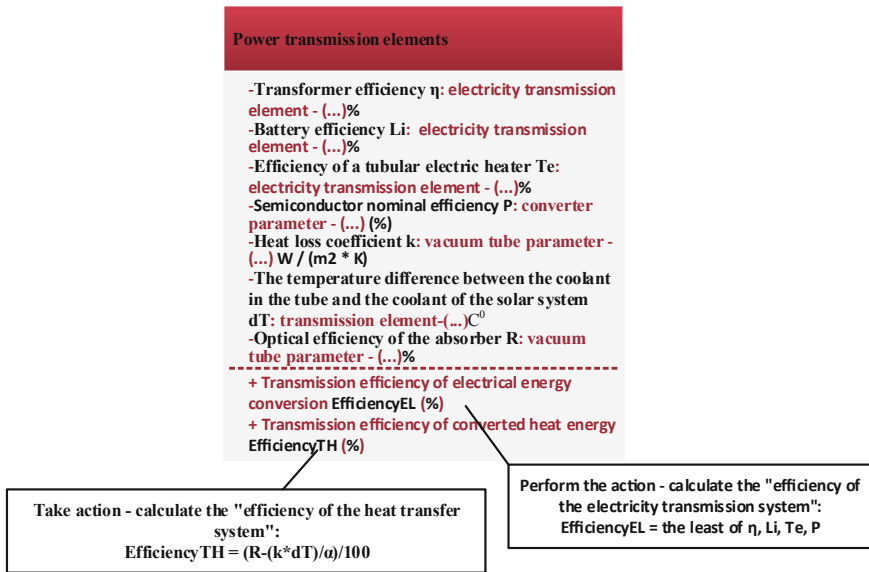 Power transmission elements
-Transformer efficiency η: electricity transmission
element - (...)%
-Battery efficiency Li: electricity transmission
element - (...)%
-Efficiency of a tubular electric heater Te:
electricity transmission element - (...)%
-Semiconductor nominal efficiency P: converter
parameter - (...) (%)
-Heat loss coefficient k: vacuum tube parameter -
(...) W / (m2 * K)
-The temperature difference between the coolant
in the tube and the coolant of the solar system
dT: transmission element-(...)C⁰
-Optical efficiency of the absorber R: vacuum
tube parameter - (...)%
+ Transmission efficiency of electrical energy
conversion EfficiencyEL (%)
+ Transmission efficiency of converted heat energy
EfficiencyTH (%)
Take action - calculate the "efficiency of the heat transfer
system":
EfficiencyTH = (R-(k*dT)/α)/100
Perform the action - calculate the "efficiency of
the electricity transmission system":
EfficiencyEL = the least of η, Li, Te, P